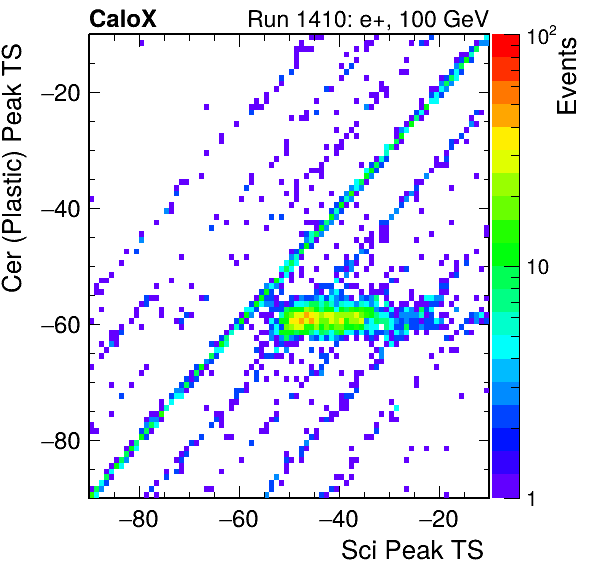 CaloX Run 1410: e+, 100 GeV
Cer (Plastic) Peak TS
−20
−40
−60
−80
−80 −60 −40 −20
Sci Peak TS
10²
10
1
Events